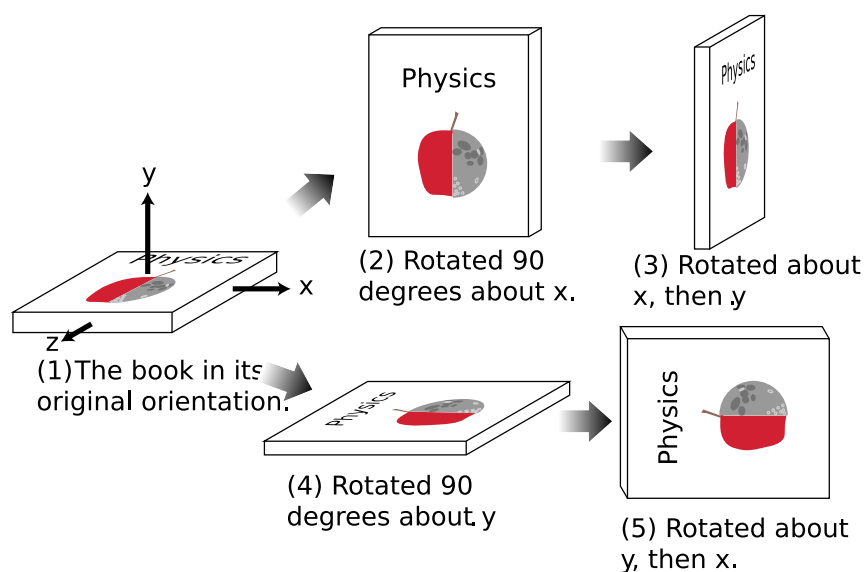 Physics
Physics
y
Physics
x
z
(2) Rotated 90
degrees about x.
(3) Rotated about
x, then y
(1)The book in its
original orientation.
Physics
Physics
(4) Rotated 90
degrees about y
(5) Rotated about
y, then x.